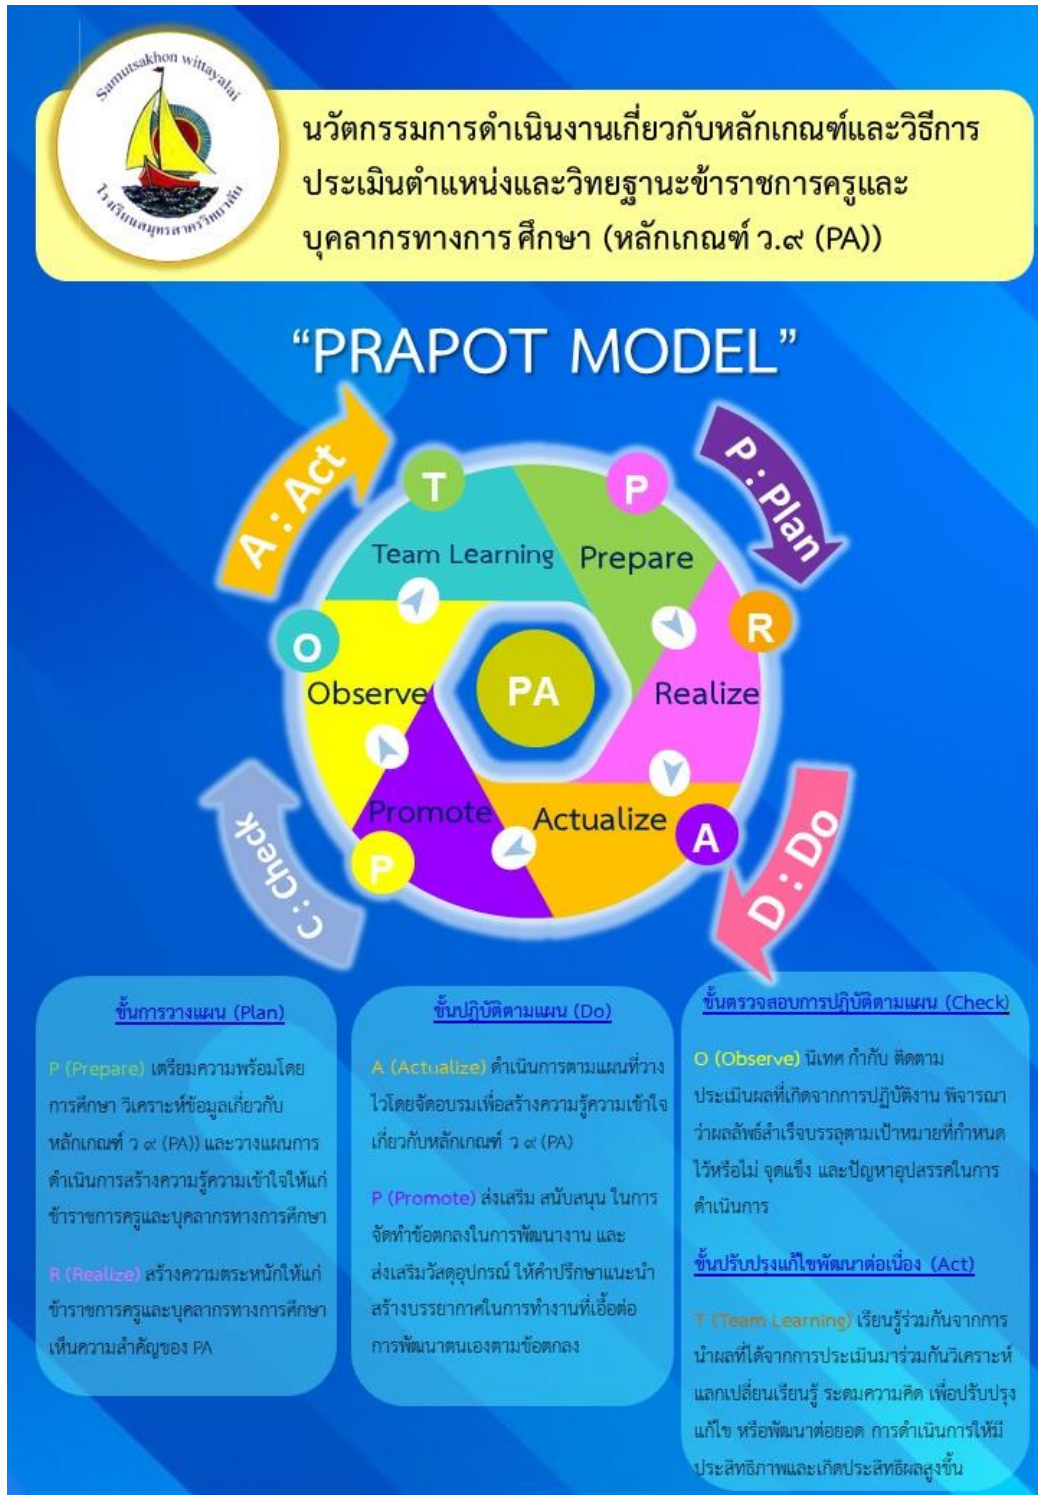 Samutsakhon wittayalai
โรงเรียนสมุทรสาครวิทยาลัย
นวัตกรรมการดำเนินงานเกี่ยวกับหลักเกณฑ์และวิธีการ
ประเมินตำแหน่งและวิทยฐานะข้าราชการครูและ
บุคลากรทางการ ศึกษา (หลักเกณฑ์ ว.๙ (PA))
“PRAPOT MODEL”
A : Act
P : Plan
T
P
Team Learning
Prepare
O
R
Observe
PA
Realize
Promote
Actualize
P
A
C : Check
D : Do
ขั้นการวางแผน (Plan)
P (Prepare) เตรียมความพร้อมโดย
การศึกษา วิเคราะห์ข้อมูลเกี่ยวกับ
หลักเกณฑ์ ว ๙ (PA)) และวางแผนการ
ดำเนินการสร้างความรู้ความเข้าใจให้แก่
ข้าราชการครูและบุคลากรทางการศึกษา
R (Realize) สร้างความตระหนักให้แก่
ข้าราชการครูและบุคลากรทางการศึกษา
เห็นความสำคัญของ PA
ขั้นปฏิบัติตามแผน (Do)
A (Actualize) ดำเนินการตามแผนที่วาง
ไว้โดยจัดอบรมเพื่อสร้างความรู้ความเข้าใจ
เกี่ยวกับหลักเกณฑ์ ว ๙ (PA)
P (Promote) ส่งเสริม สนับสนุน ในการ
จัดทำข้อตกลงในการพัฒนางาน และ
ส่งเสริมวัสดุอุปกรณ์ ให้คำปรึกษาแนะนำ
สร้างบรรยากาศในการทำงานที่เอื้อต่อ
การพัฒนาตนเองตามข้อตกลง
ขั้นตรวจสอบการปฏิบัติตามแผน (Check)
O (Observe) นิเทศ กำกับ ติดตาม
ประเมินผลที่เกิดจากการปฏิบัติงาน พิจารณา
ว่าผลลัพธ์สำเร็จบรรลุตามเป้าหมายที่กำหนด
ไว้หรือไม่ จุดแข็ง และปัญหาอุปสรรคในการ
ดำเนินการ
ขั้นปรับปรุงแก้ไขพัฒนาต่อเนื่อง (Act)
T (Team Learning) เรียนรู้ร่วมกันจากการ
นำผลที่ได้จากการประเมินมาร่วมกันวิเคราะห์
แลกเปลี่ยนเรียนรู้ ระดมความคิด เพื่อปรับปรุง
แก้ไข หรือพัฒนาต่อยอด การดำเนินการให้มี
ประสิทธิภาพและเกิดประสิทธิผลสูงขึ้น